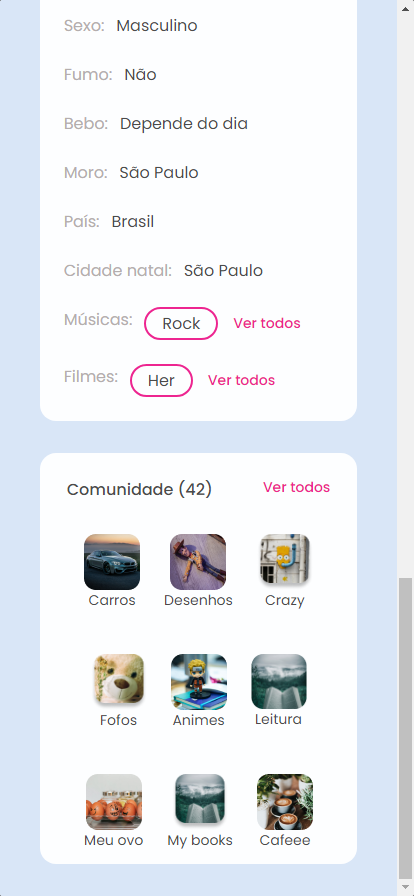 Sexo: Masculino
Fumo: Não
Bebo: Depende do dia
Moro: São Paulo
País: Brasil
Cidade natal: São Paulo
Músicas: Rock Ver todos
Filmes: Her Ver todos
Comunidade (42) Ver todos
Carros Desenhos Crazy
Fofos Animes Leitura
Meu ovo My books Cafeee